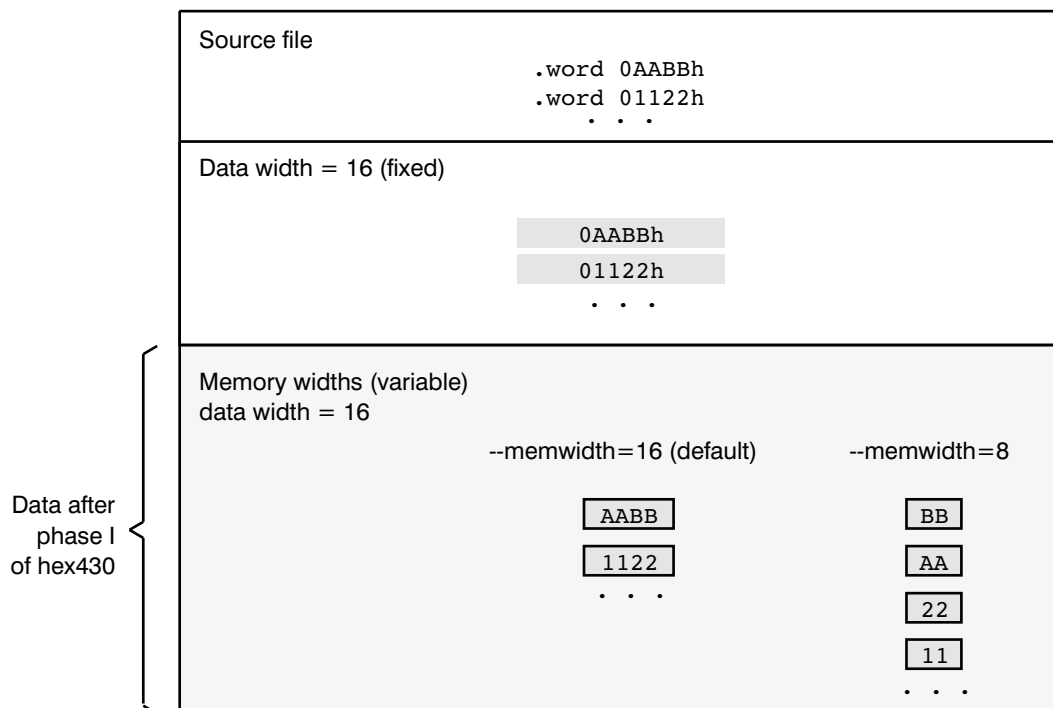 Source file
.word 0AABBh
.word 01122h
. . .
Data width = 16 (fixed)
0AABBh
01122h
. . .
Memory widths (variable)
data width = 16
--memwidth=16 (default)
--memwidth=8
Data after
phase I
of hex430
AABB
1122
. . .
BB
AA
22
11
. . .